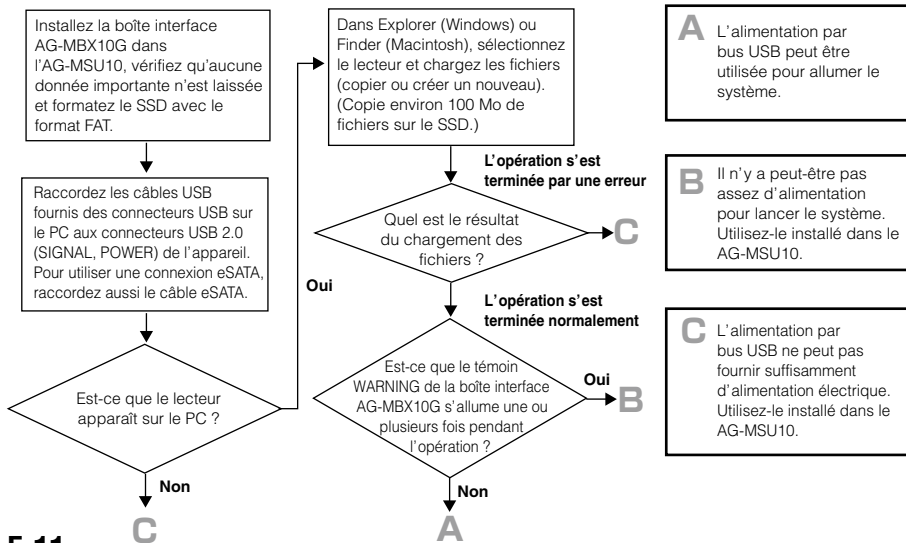 Installez la boîte interface
AG-MBX10G dans
l'AG-MSU10, vérifiez qu'aucune
donnée importante n'est laissée
et formatez le SSD avec le
format FAT.
Raccordez les câbles USB
fournis des connecteurs USB sur
le PC aux connecteurs USB 2.0
(SIGNAL, POWER) de l'appareil.
Pour utiliser une connexion eSATA,
raccordez aussi le câble eSATA.
Est-ce que le lecteur
apparaît sur le PC ?
Oui
Non
C
Dans Explorer (Windows) ou
Finder (Macintosh), sélectionnez
le lecteur et chargez les fichiers
(copier ou créer un nouveau).
(Copie environ 100 Mo de
fichiers sur le SSD.)
L'opération s'est
terminée par une erreur
Quel est le résultat
du chargement des
fichiers ?
C
L'opération s'est
terminée normalement
Est-ce que le témoin
WARNING de la boîte interface
AG-MBX10G s'allume une ou
plusieurs fois pendant
l'opération ?
Oui
B
Non
A
A
L'alimentation par
bus USB peut être
utilisée pour allumer le
système.
B
Il n'y a peut-être pas
assez d'alimentation
pour lancer le système.
Utilisez-le installé dans le
AG-MSU10.
C
L'alimentation par
bus USB ne peut pas
fournir suffisamment
d'alimentation électrique.
Utilisez-le installé dans le
AG-MSU10.